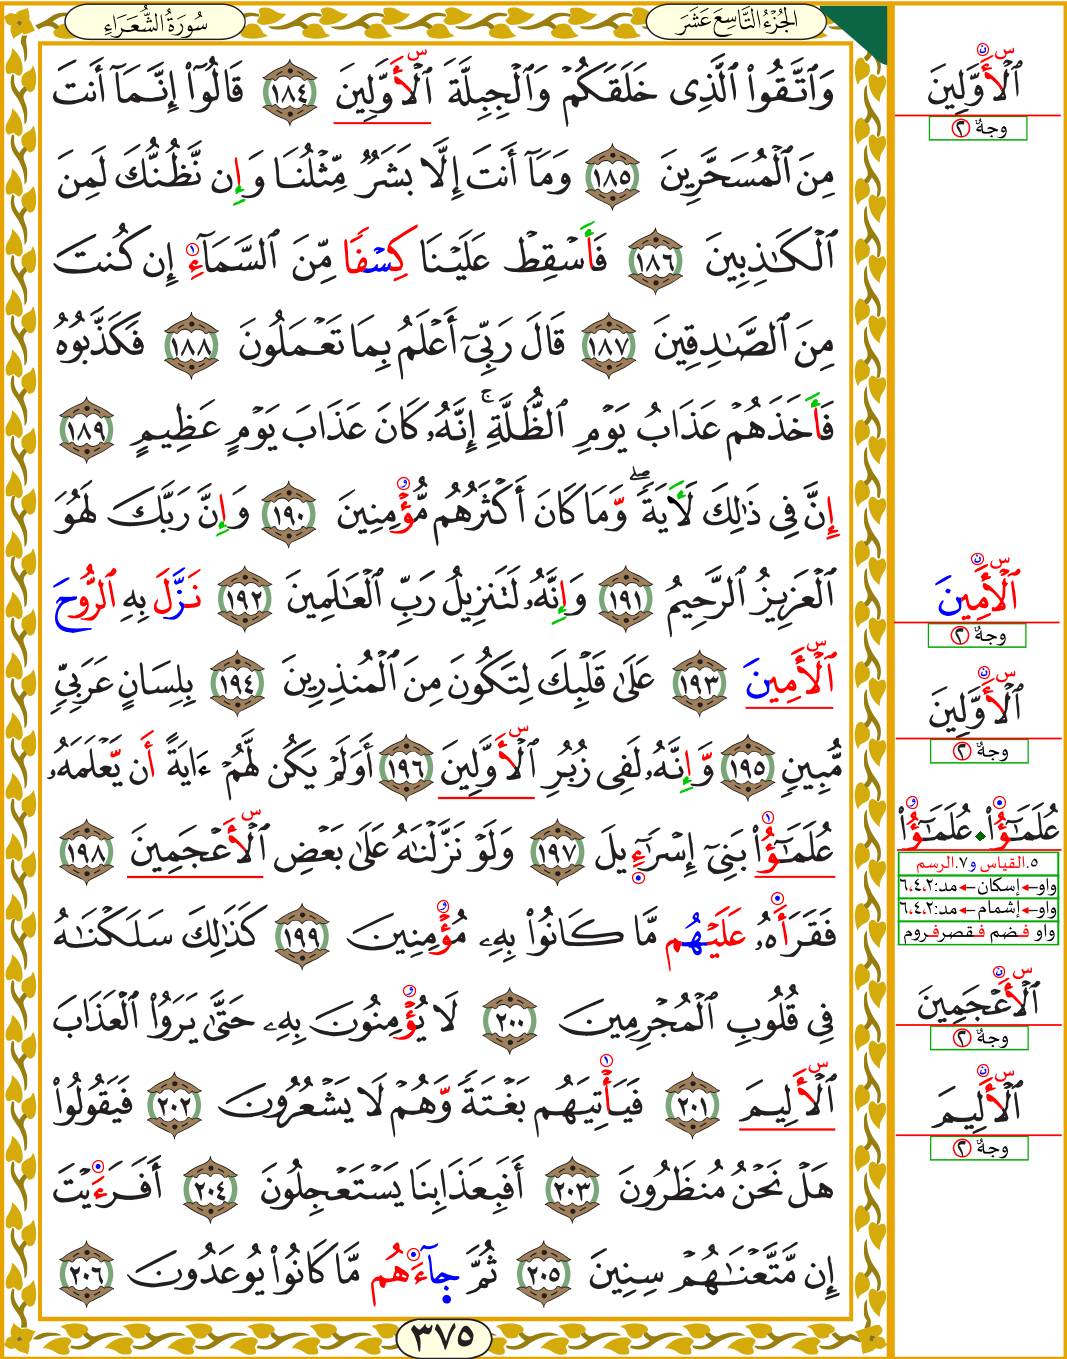 الجُزْءُ التَّاسِعَ عَشَرَ
سُورَةُ الشُّعَرَاءِ
وَٱتَّقُوا۟ ٱلَّذِى خَلَقَكُمْ وَٱلْجِبِلَّةَ ٱلْأَوَّلِينَ ١٨٤ قَالُوٓا۟ إِنَّمَآ أَنتَ
مِنَ ٱلْمُسَحَّرِينَ ١٨٥ وَمَآ أَنتَ إِلَّا بَشَرٌ مِّثْلُنَا وَإِن نَّظُنُّكَ لَمِنَ
ٱلْكَـٰذِبِينَ ١٨٦ فَأَسْقِطْ عَلَيْنَا كِسْفًا مِّنَ ٱلسَّمَآءِ إِن كُنتَ
مِنَ ٱلصَّـٰدِقِينَ ١٨٧ قَالَ رَبِّىٓ أَعْلَمُ بِمَا تَعْمَلُونَ ١٨٨ فَكَذَّبُوهُ
فَأَخَذَهُمْ عَذَابُ يَوْمِ ٱلظُّلَّةِ ۚ إِنَّهُۥ كَانَ عَذَابَ يَوْمٍ عَظِيمٍ ١٨٩
إِنَّ فِى ذَٰلِكَ لَـَٔايَةً ۖ وَّمَا كَانَ أَكْثَرُهُم مُّؤْمِنِينَ ١٩٠ وَإِنَّ رَبَّكَ لَهُوَ
ٱلْعَزِيزُ ٱلرَّحِيمُ ١٩١ وَإِنَّهُۥ لَتَنزِيلُ رَبِّ ٱلْعَـٰلَمِينَ ١٩٢ نَزَّلَ بِهِ ٱلرُّوحَ
ٱلْأَمِينَ ١٩٣ عَلَىٰ قَلْبِكَ لِتَكُونَ مِنَ ٱلْمُنذِرِينَ ١٩٤ بِلِسَانٍ عَرَبِىٍّ
مُّبِينٍ ١٩٥ وَّإِنَّهُۥ لَفِى زُبُرِ ٱلْأَوَّلِينَ ١٩٦ أَوَلَمْ يَكُن لَّهُمْ ءَايَةً أَن يَّعْلَمَهُۥ
عُلَمَـٰٓؤُا۟ بَنِىٓ إِسْرَٰٓءِيلَ ١٩٧ وَلَوْ نَزَّلْنَـٰهُ عَلَىٰ بَعْضِ ٱلْأَعْجَمِينَ ١٩٨
فَقَرَأَهُۥ عَلَيْهُم مَّا كَانُوا۟ بِهِۦ مُؤْمِنِينَ ١٩٩ كَذَٰلِكَ سَلَكْنَـٰهُ
فِى قُلُوبِ ٱلْمُجْرِمِينَ ٢٠٠ لَا يُؤْمِنُونَ بِهِۦ حَتَّىٰ يَرَوُا۟ ٱلْعَذَابَ
ٱلْأَلِيمَ ٢٠١ فَيَأْتِيَهُم بَغْتَةً وَّهُمْ لَا يَشْعُرُونَ ٢٠٢ فَيَقُولُوا۟
هَلْ نَحْنُ مُنظَرُونَ ٢٠٣ أَفَبِعَذَابِنَا يَسْتَعْجِلُونَ ٢٠٤ أَفَرَءَيْتَ
إِن مَّتَّعْنَـٰهُمْ سِنِينَ ٢٠٥ ثُمَّ جَآءَهُم مَّا كَانُوا۟ يُوعَدُونَ ٢٠٦
٣٧٥
س ن
ٱلْأَوَّلِينَ
وجهٌ ٢
س ن
ٱلْأَمِينَ
وجهٌ ٢
س ن
ٱلْأَوَّلِينَ
وجهٌ ٢
عُلَمَـٰٓؤُا۟ عُلَمَـٰٓؤُا۟
٥.القياس و٧.الرسم
واو←إسكان←مد:٦،٤،٢
واو←إشمام←مد:٦،٤،٢
واو فضم فقصرفروم
س ن
ٱلْأَعْجَمِينَ
وجهٌ ٢
س ن
ٱلْأَلِيمَ
وجهٌ ٢